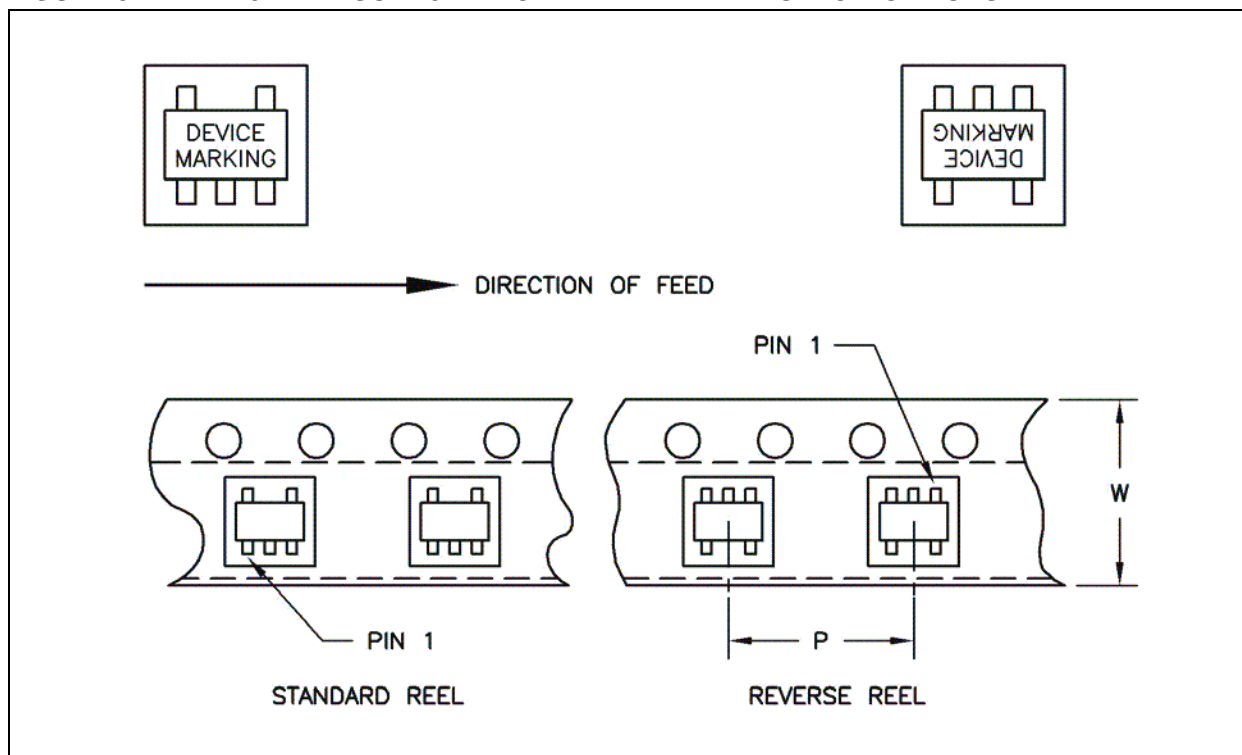 DEVICE
MARKING
DEVICE
MARKING
DIRECTION OF FEED
PIN 1
W
PIN 1
P
STANDARD REEL
REVERSE REEL